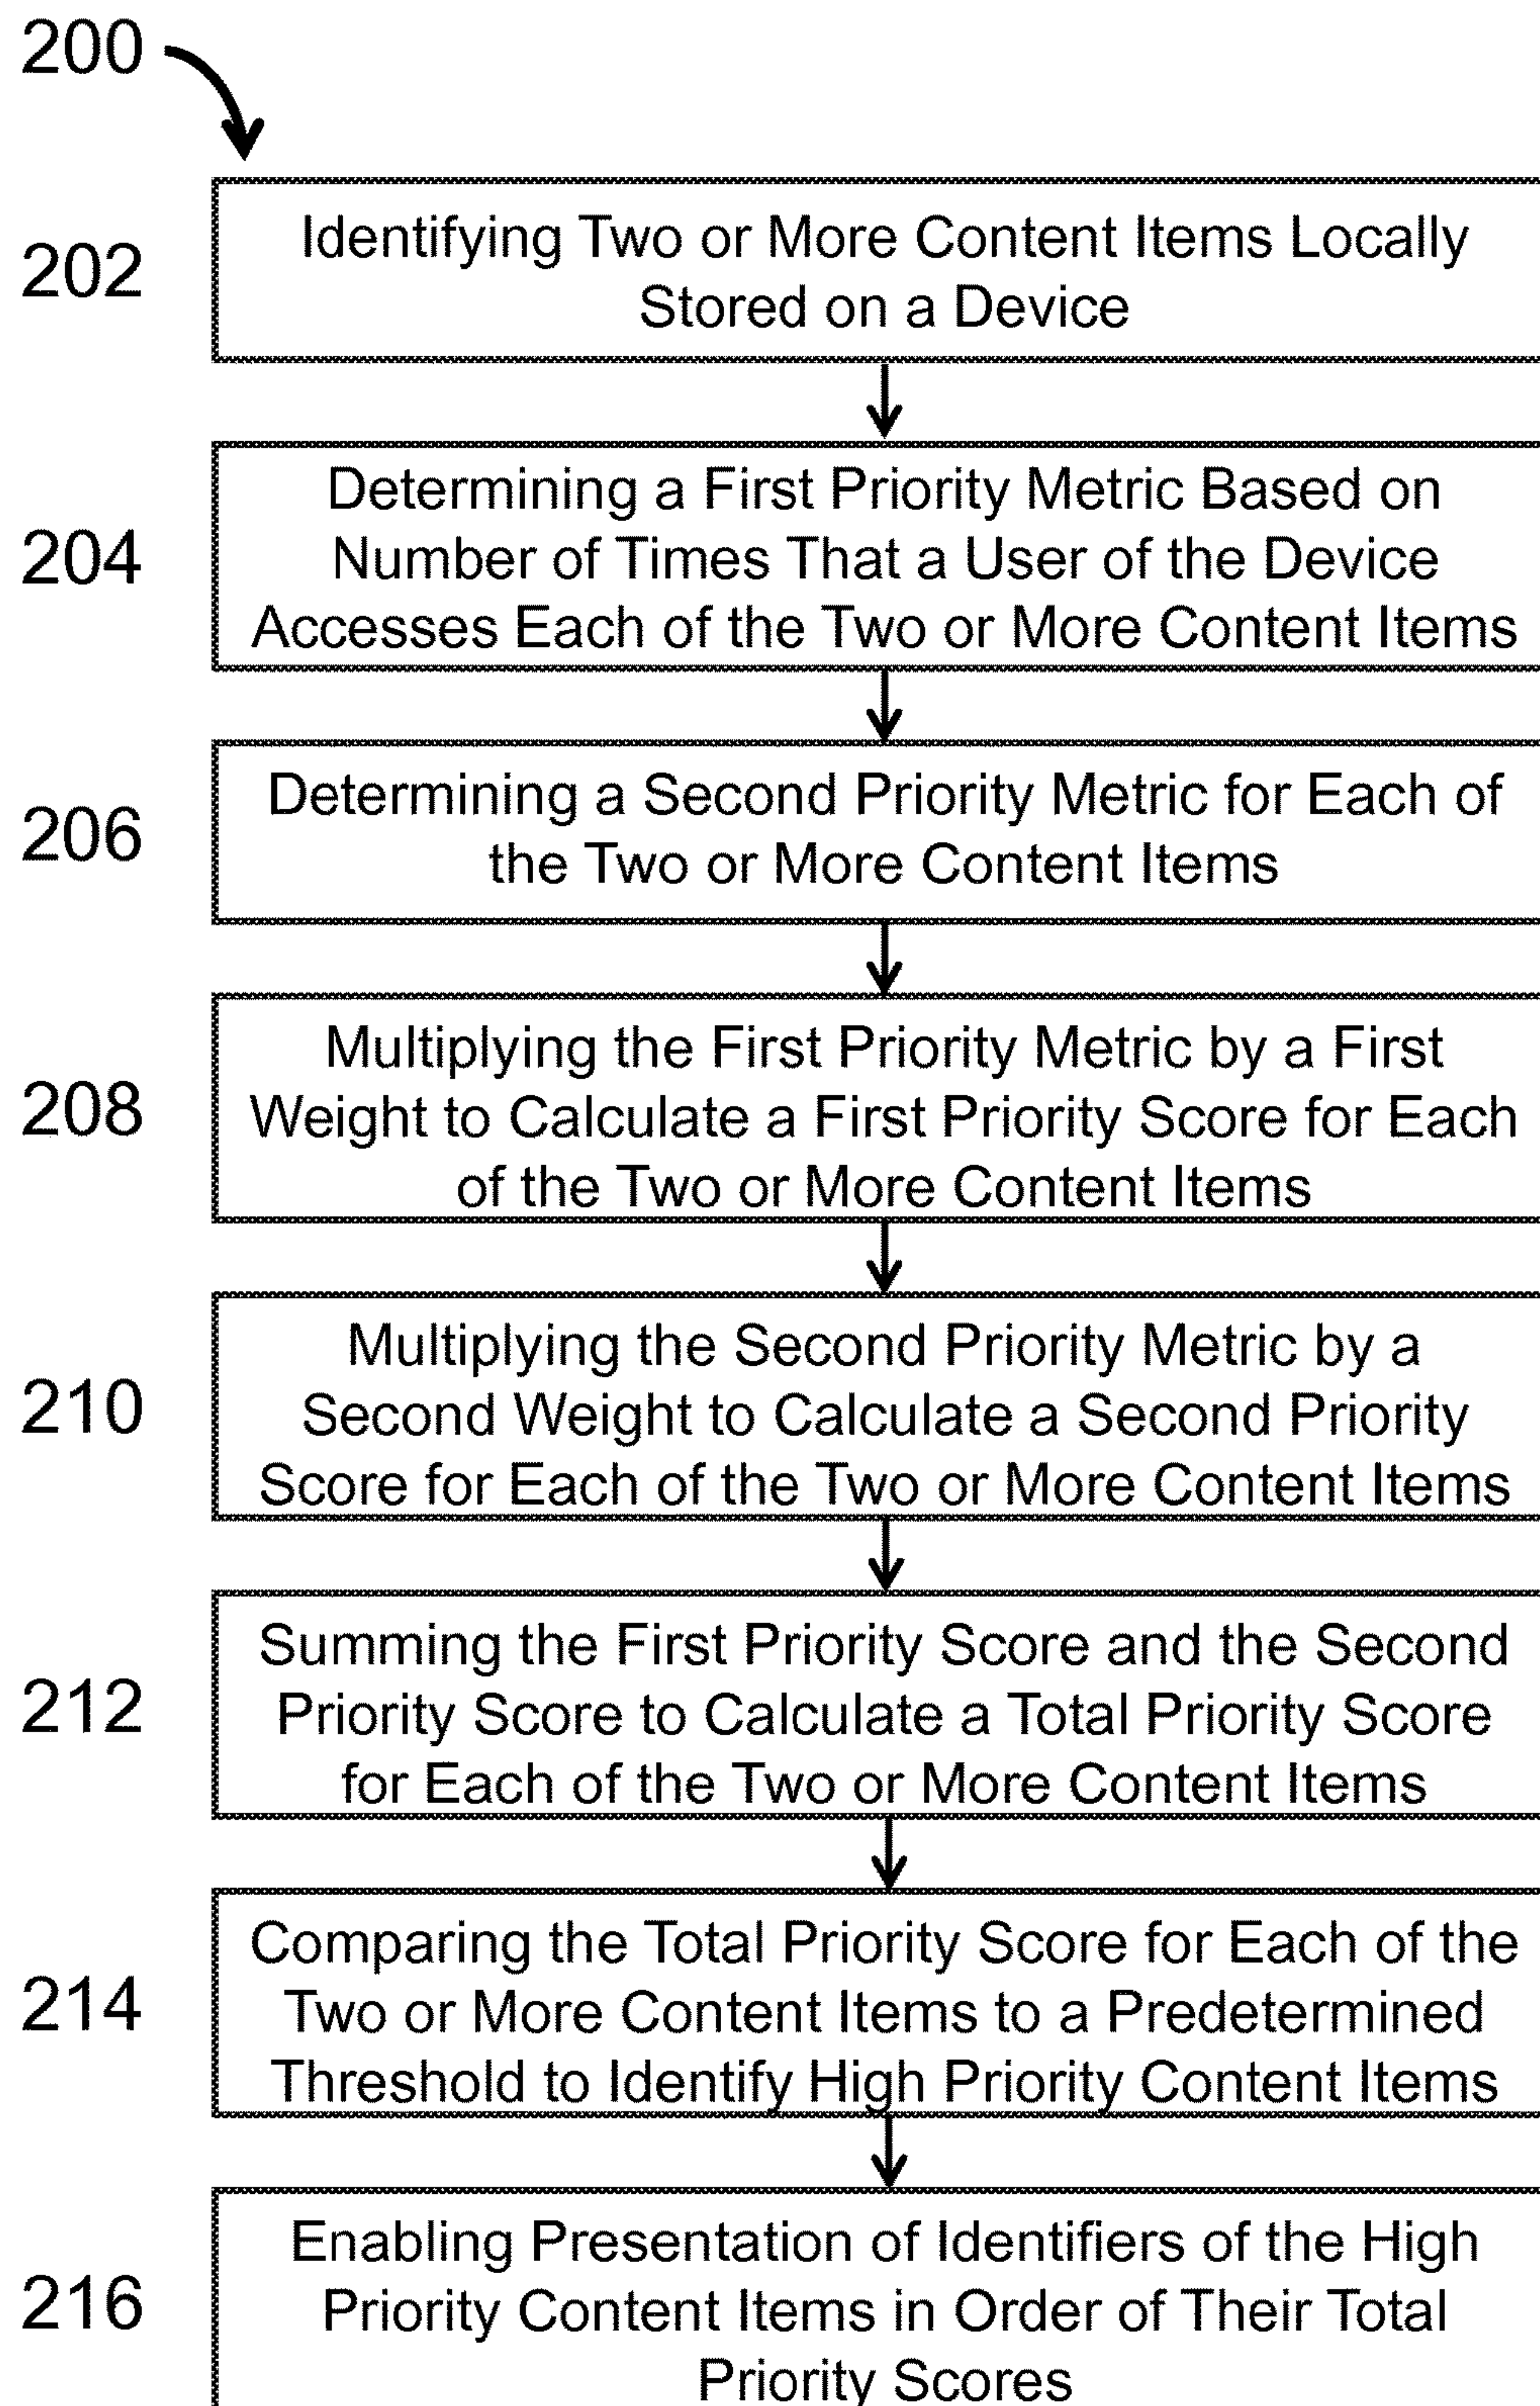 200
202
Identifying Two or More Content Items Locally
Stored on a Device
204
Determining a First Priority Metric Based on
Number of Times That a User of the Device
Accesses Each of the Two or More Content Items
206
Determining a Second Priority Metric for Each of
the Two or More Content Items
208
Multiplying the First Priority Metric by a First
Weight to Calculate a First Priority Score for Each
of the Two or More Content Items
210
Multiplying the Second Priority Metric by a
Second Weight to Calculate a Second Priority
Score for Each of the Two or More Content Items
212
Summing the First Priority Score and the Second
Priority Score to Calculate a Total Priority Score
for Each of the Two or More Content Items
214
Comparing the Total Priority Score for Each of the
Two or More Content Items to a Predetermined
Threshold to Identify High Priority Content Items
216
Enabling Presentation of Identifiers of the High
Priority Content Items in Order of Their Total
Priority Scores